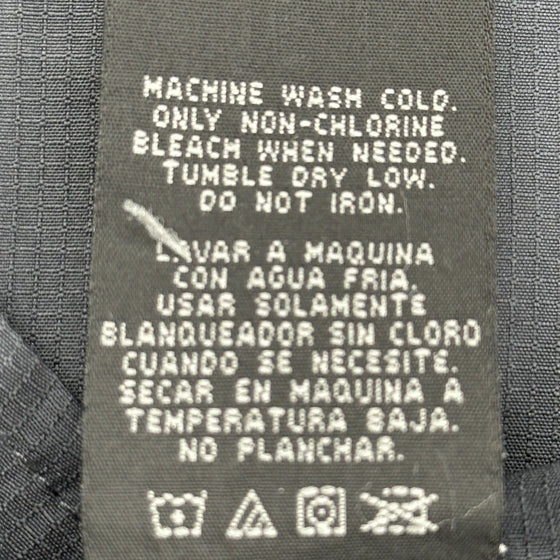 MACHINE WASH COLD.
ONLY NON-CHLORINE
BLEACH WHEN NEEDED.
TUMBLE DRY LOW.
DO NOT IRON.
LAVAR A MAQUINA
CON AGUA FRIA.
USAR SOLAMENTE
BLANQUEADOR SIN CLORO
CUANDO SE NECESITE.
SECAR EN MAQUINA A
TEMPERATURA BAJA.
NO PLANCHAR.